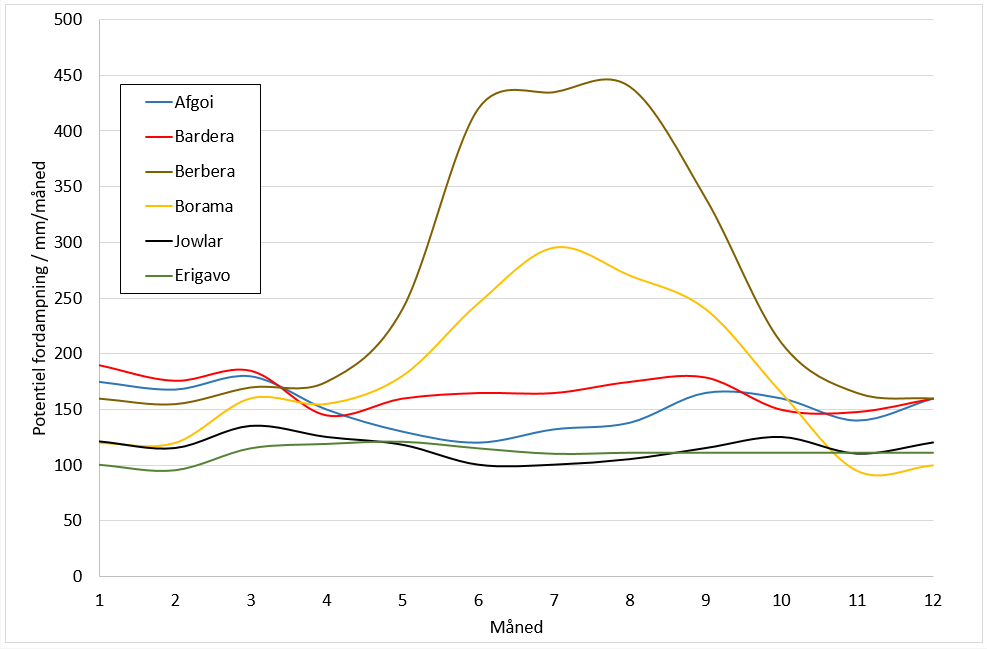 500
450
400
350
300
250
200
150
100
50
0
Potentiel fordampning / mm/måned
Afgoi
Bardera
Berbera
Borama
Jowlar
Erigavo
1 2 3 4 5 6 7 8 9 10 11 12
Måned